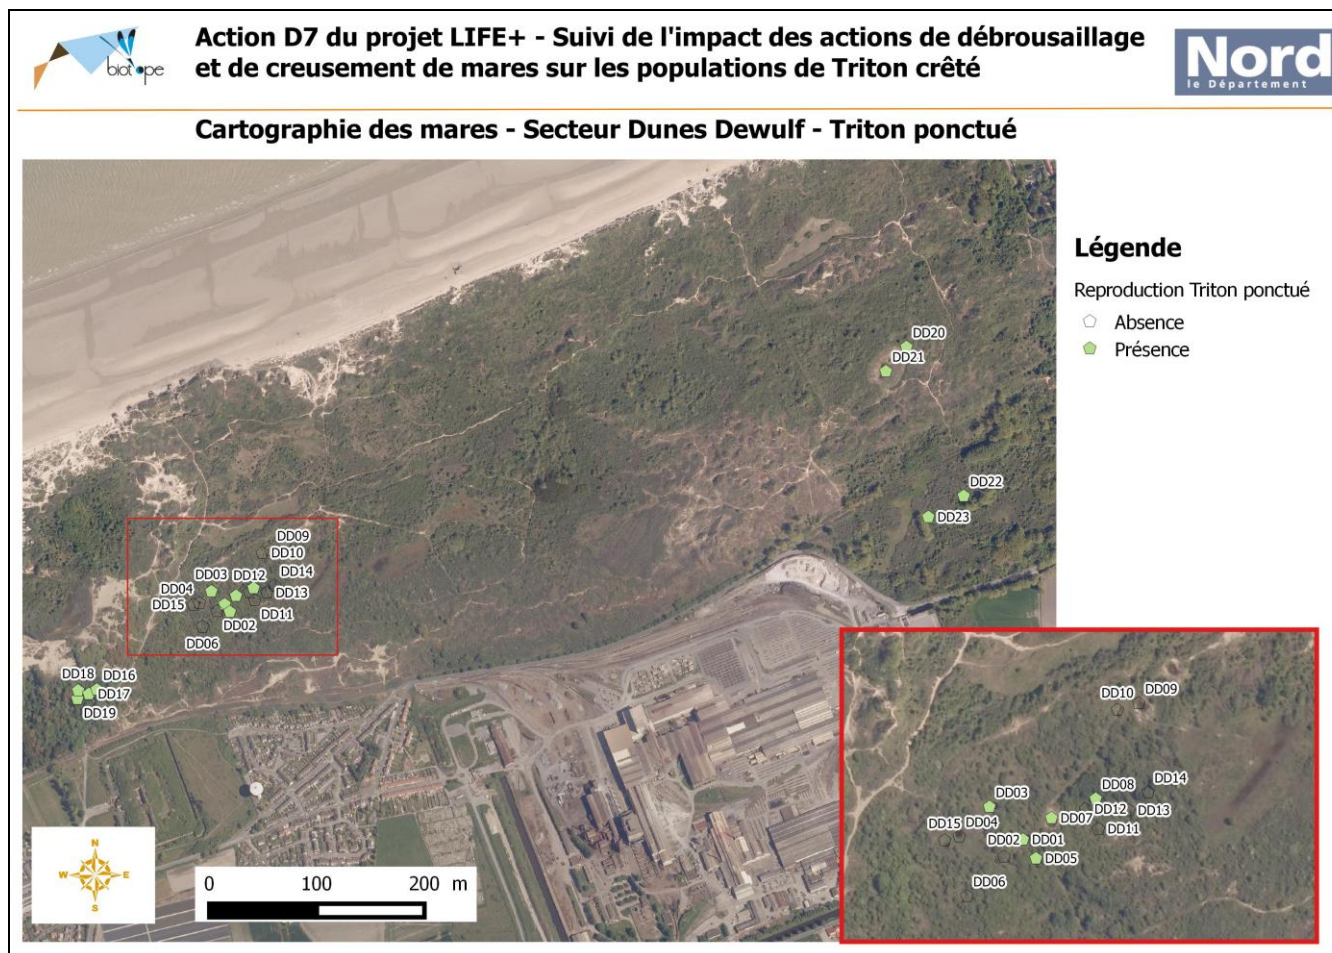 biotope
Action D7 du projet LIFE+ - Suivi de l'impact des actions de débrousaillage
et de creusement de mares sur les populations de Triton crêté
Nord
le Département
Cartographie des mares - Secteur Dunes Dewulf - Triton ponctué
Légende
Reproduction Triton ponctué
Absence
Présence
DD20
DD21
DD22
DD23
DD09
DD10
DD03
DD12
DD14
DD04
DD13
DD15
DD02
DD11
DD06
DD18
DD16
DD17
DD19
DD10
DD09
DD08
DD14
DD03
DD12
DD13
DD07
DD15
DD04
DD11
DD02
DD01
DD05
DD06
N
W
E
S
0
100
200 m